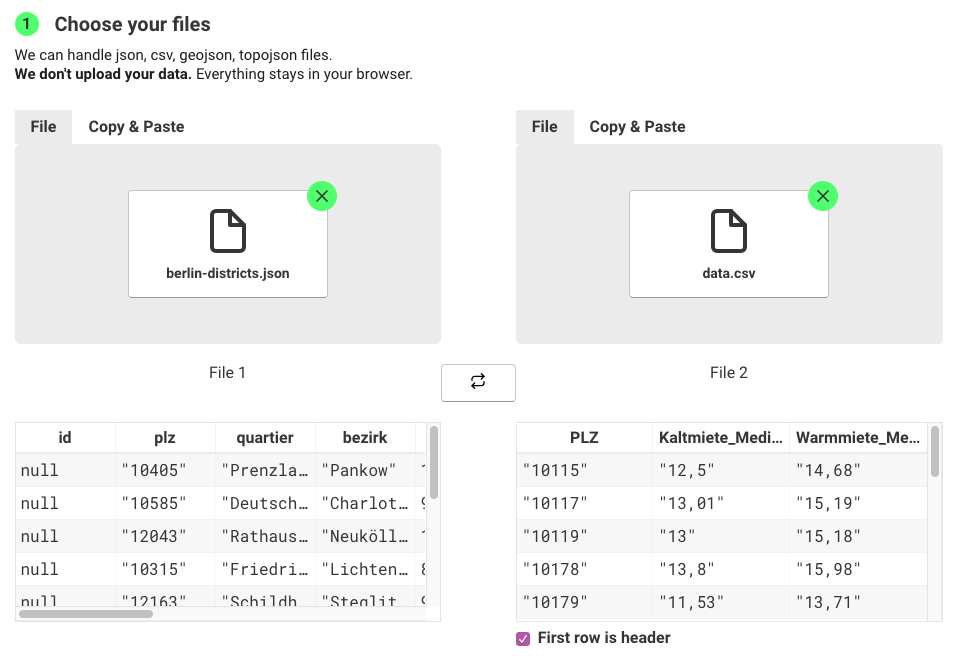 1 Choose your files
We can handle json, csv, geojson, topojson files.
We don't upload your data. Everything stays in your browser.
File Copy & Paste
berlin-districts.json
File 1
File Copy & Paste
data.csv
File 2
id plz quartier bezirk
null "10405" "Prenzla… "Pankow"
null "10585" "Deutsch… "Charlot…
null "12043" "Rathaus… "Neuköll…
null "10315" "Friedri… "Lichten…
null "12163" "Schildh… "Steglit…
PLZ Kaltmiete_Medi… Warmmiete_Me…
"10115" "12,5" "14,68"
"10117" "13,01" "15,19"
"10119" "13" "15,18"
"10178" "13,8" "15,98"
"10179" "11,53" "13,71"
First row is header